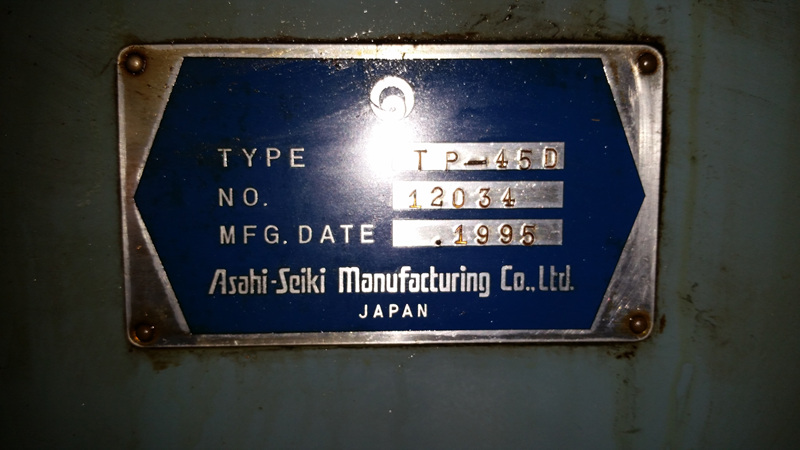 TYPE TP-45D
NO. 12034
MFG. DATE .1995
Asahi-Seiki Manufacturing Co., Ltd.
JAPAN